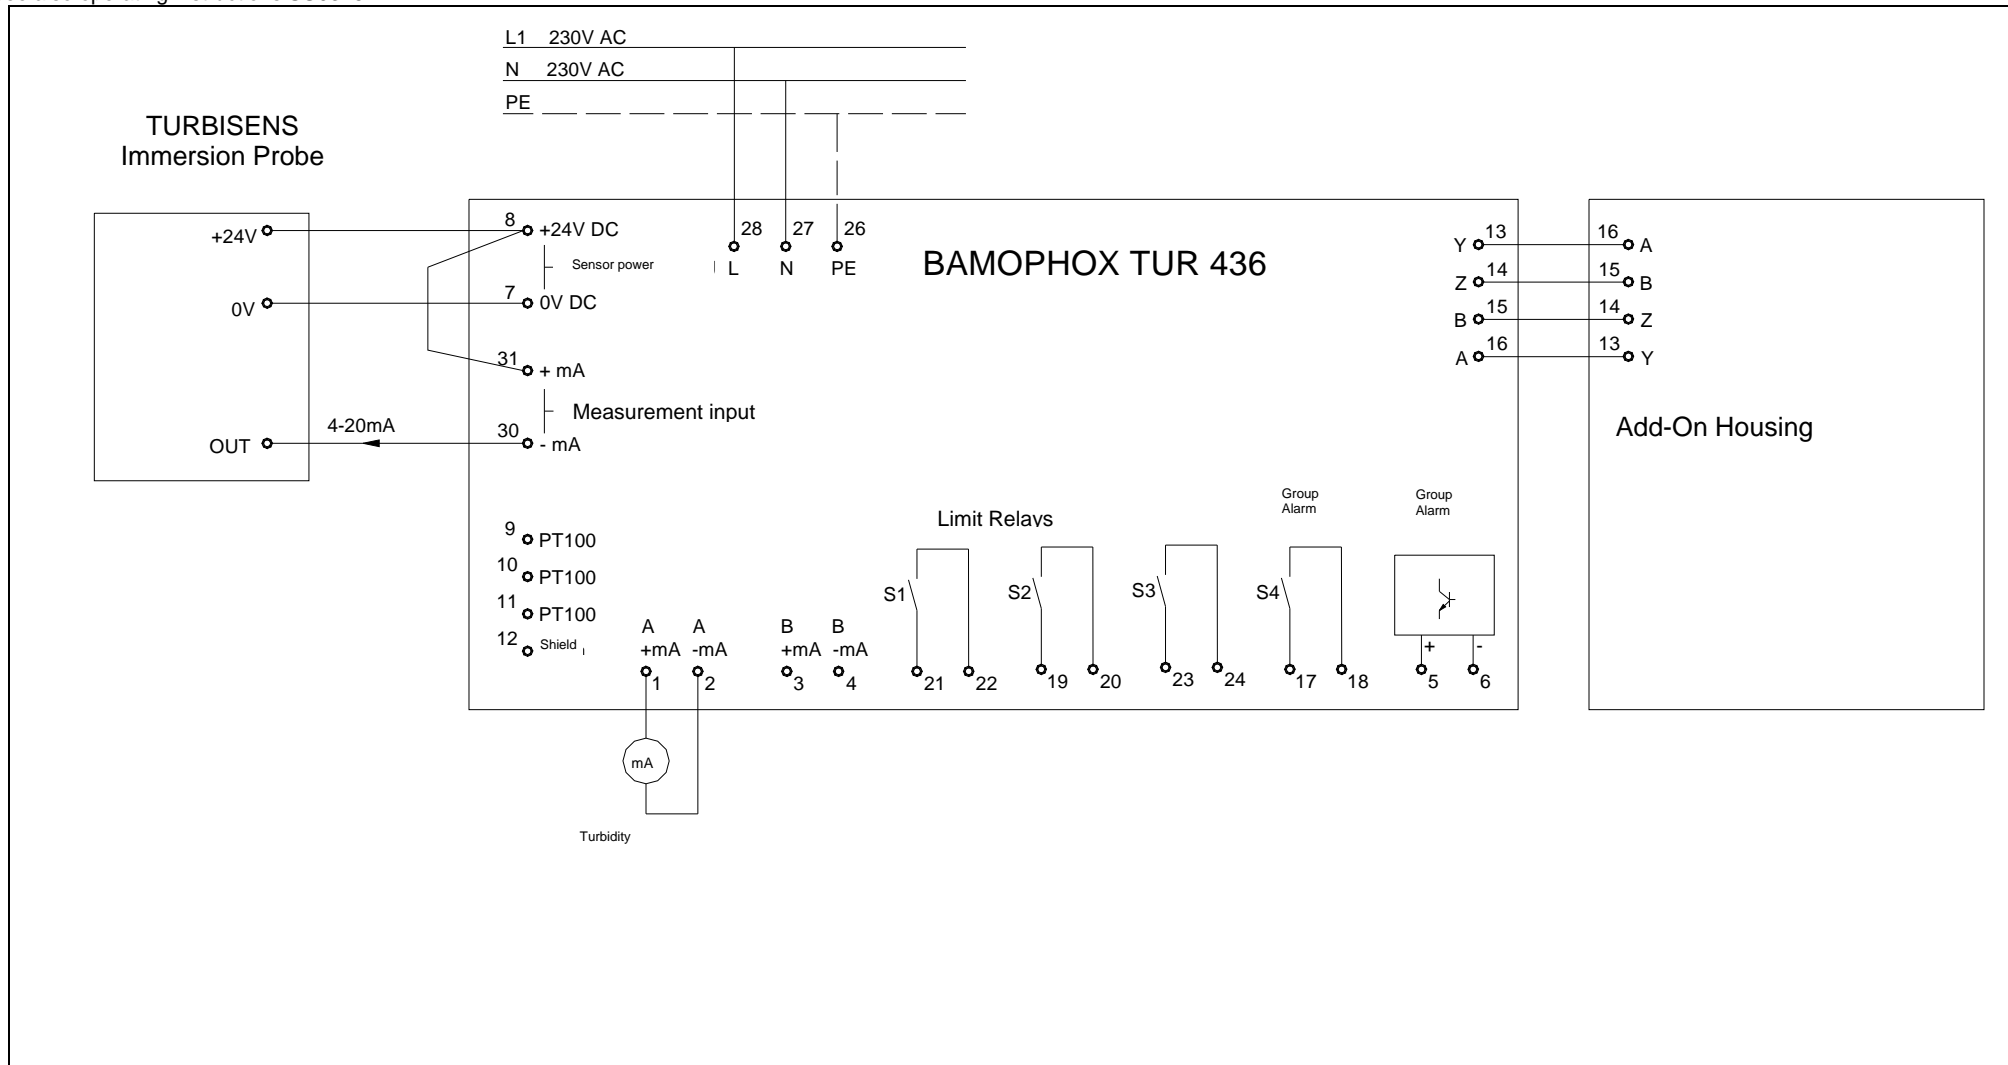 L1 230V AC
N 230V AC
PE
TURBISENS
Immersion Probe
+24V
0V
OUT
4-20mA
8 +24V DC
Sensor power
7 0V DC
31 + mA
Measurement input
30 - mA
28 27 26
L N PE
BAMOPHOX TUR 436
Y 13 16 A
Z 14 15 B
B 15 14 Z
A 16 13 Y
Add-On Housing
9 PT100
10 PT100
11 PT100
12 Shield
A A B B
+mA -mA +mA -mA
1 2 3 4
Limit Relays
Group
Alarm
Group
Alarm
S1 S2 S3 S4
+ -
21 22 19 20 23 24 17 18 5 6
mA
Turbidity